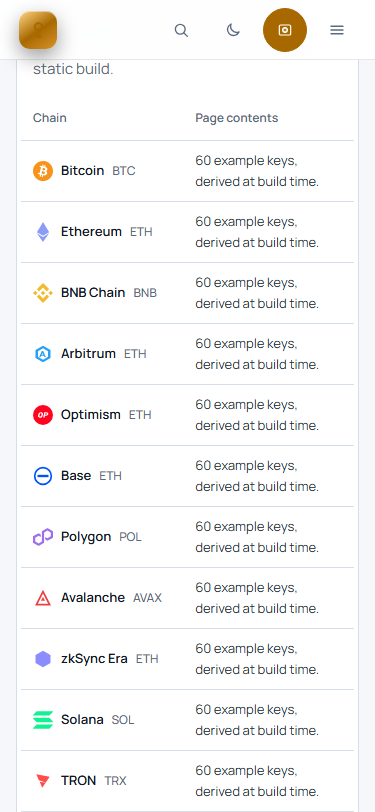 static build.
Chain Page contents
Bitcoin BTC 60 example keys,
derived at build time.
Ethereum ETH 60 example keys,
derived at build time.
BNB Chain BNB 60 example keys,
derived at build time.
Arbitrum ETH 60 example keys,
derived at build time.
OP Optimism ETH 60 example keys,
derived at build time.
Base ETH 60 example keys,
derived at build time.
Polygon POL 60 example keys,
derived at build time.
Avalanche AVAX 60 example keys,
derived at build time.
zkSync Era ETH 60 example keys,
derived at build time.
Solana SOL 60 example keys,
derived at build time.
TRON TRX 60 example keys,
derived at build time.